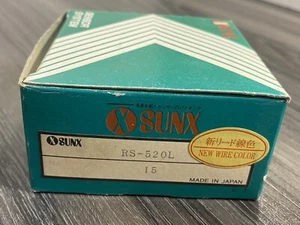 SUNX
新リード線色
NEW WIRE COLOR
SUNX
RS-520L
15
MADE IN JAPAN